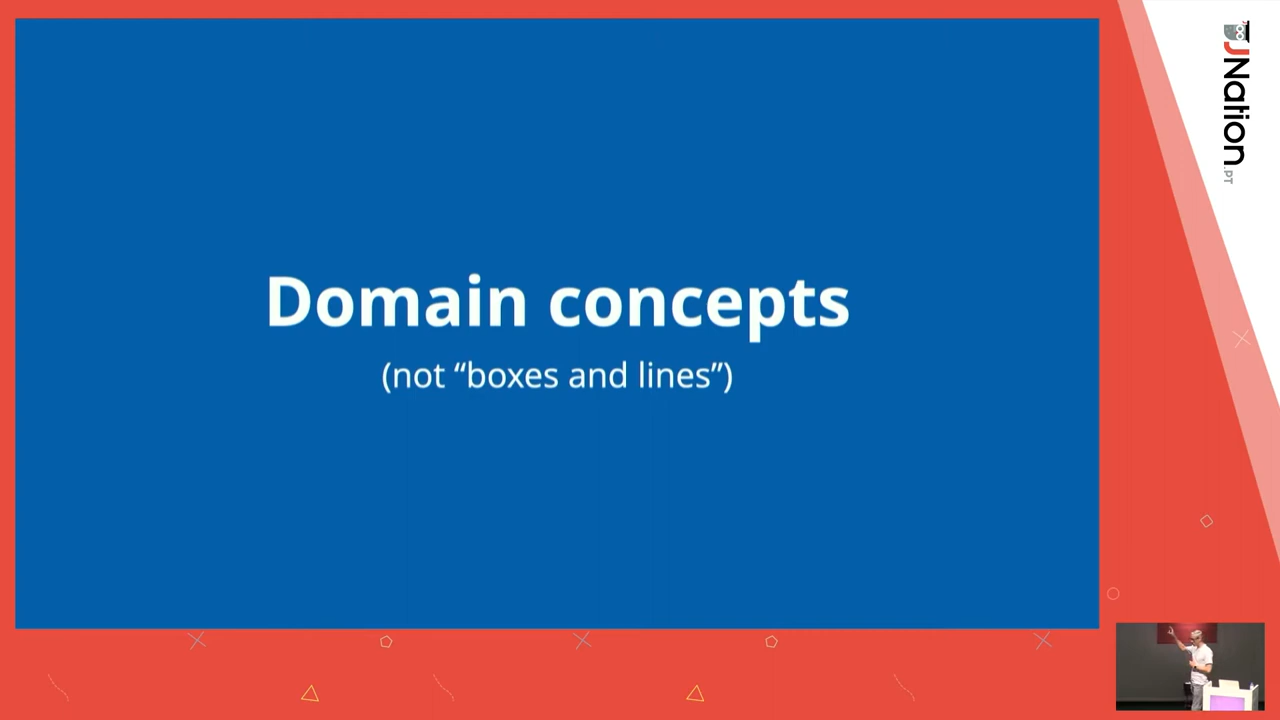 Domain concepts
(not “boxes and lines”)
JNation
.PT